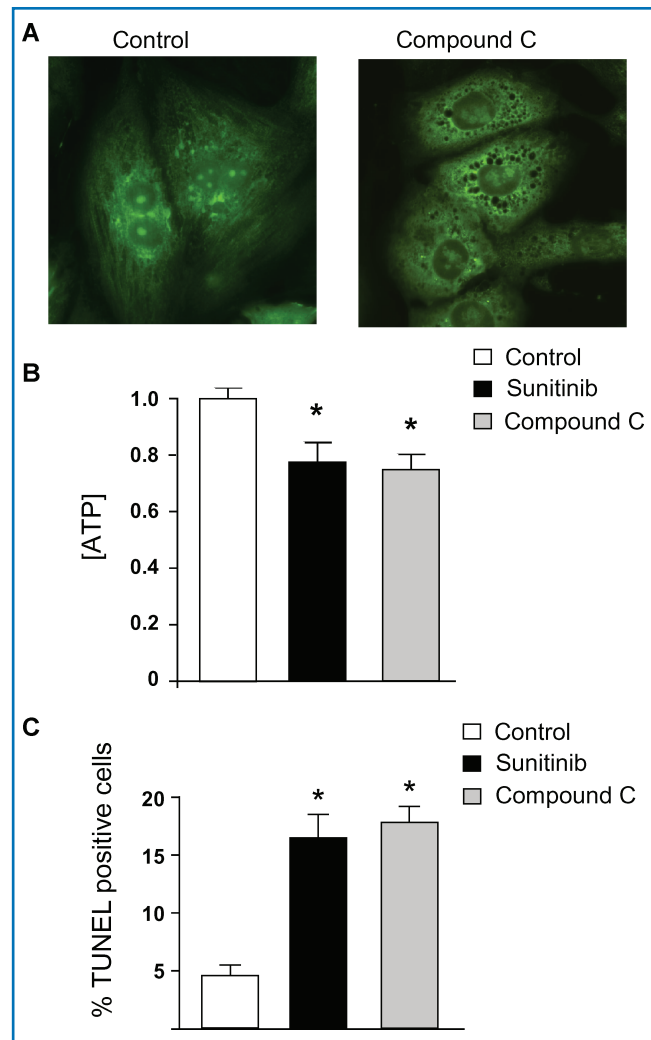 A
Control
Compound C
B
Control
Sunitinib
Compound C
[ATP]
1.0
*
*
0.8
0.6
0.4
0.2
0
C
Control
Sunitinib
Compound C
% TUNEL positive cells
20
*
*
15
10
5